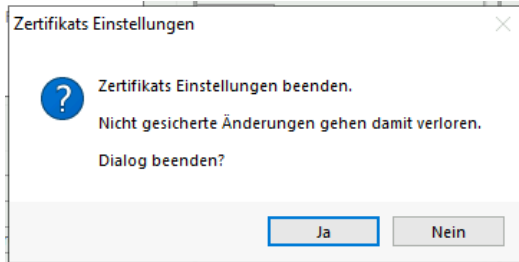 Zertifikats Einstellungen
Zertifikats Einstellungen beenden.
Nicht gesicherte Änderungen gehen damit verloren.
Dialog beenden?
Ja
Nein